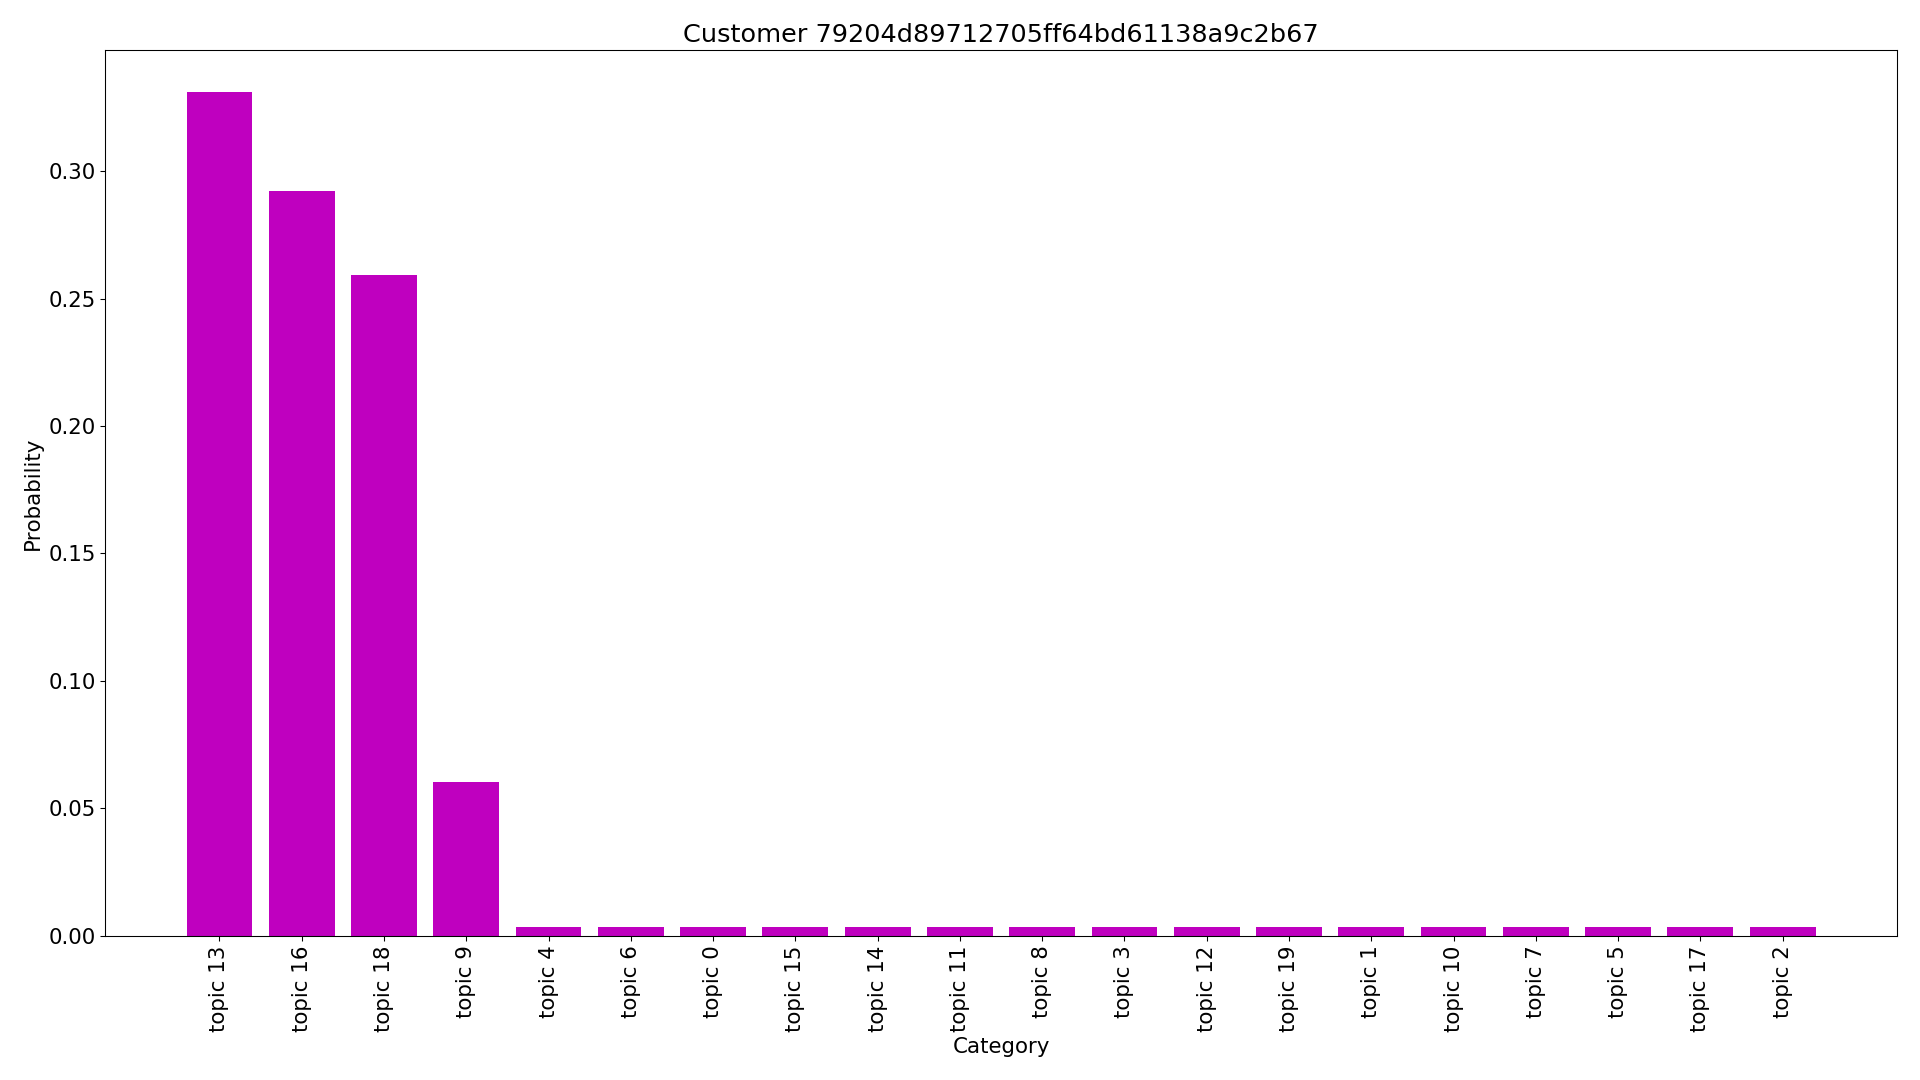 Customer 79204d89712705ff64bd61138a9c2b67
Probability
0.30
0.25
0.20
0.15
0.10
0.05
0.00
topic 13
topic 16
topic 18
topic 9
topic 4
topic 6
topic 0
topic 15
topic 14
topic 11
topic 8
topic 3
topic 12
topic 19
topic 1
topic 10
topic 7
topic 5
topic 17
topic 2
Category